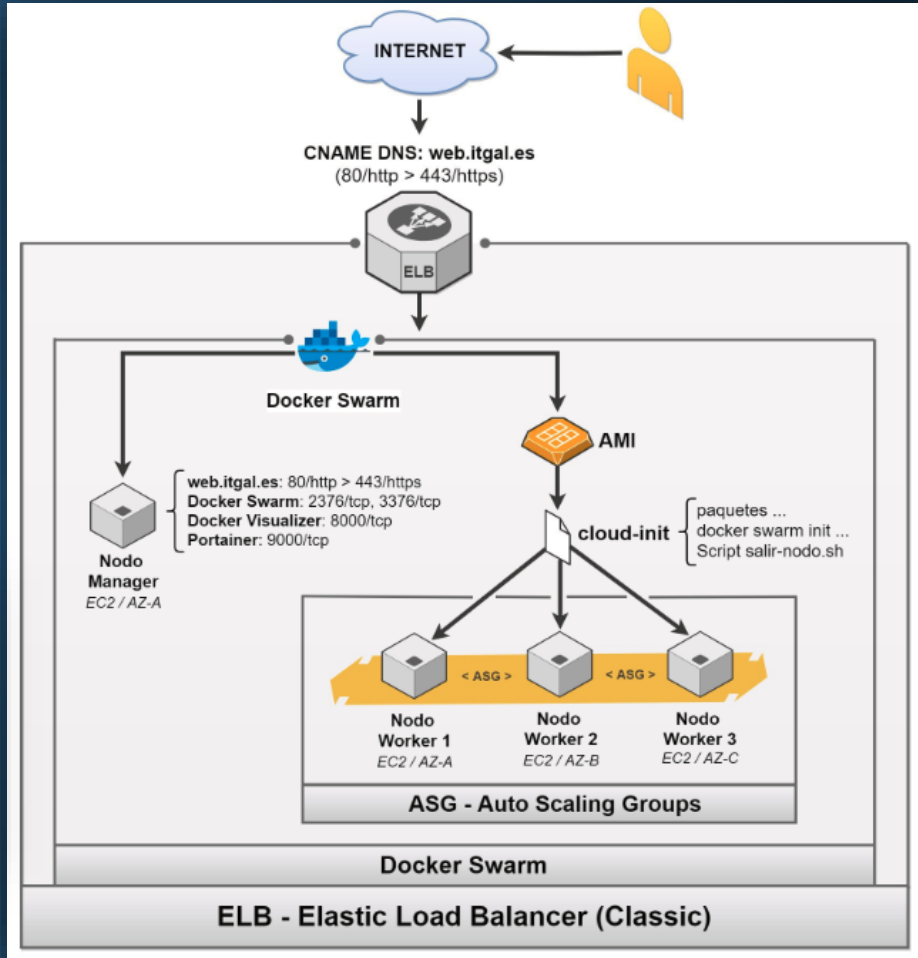 INTERNET
CNAME DNS: web.itgal.es
(80/http > 443/https)
ELB
Docker Swarm
AMI
web.itgal.es: 80/http > 443/https
Docker Swarm: 2376/tcp, 3376/tcp
Docker Visualizer: 8000/tcp
Portainer: 9000/tcp
Nodo
Manager
EC2 / AZ-A
cloud-init
paquetes ...
docker swarm init ...
Script salir-nodo.sh
< ASG >
< ASG >
Nodo
Worker 1
EC2 / AZ-A
Nodo
Worker 2
EC2 / AZ-B
Nodo
Worker 3
EC2 / AZ-C
ASG - Auto Scaling Groups
Docker Swarm
ELB - Elastic Load Balancer (Classic)